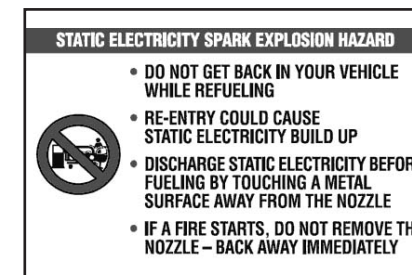 STATIC ELECTRICITY SPARK EXPLOSION HAZARD
• DO NOT GET BACK IN YOUR VEHICLE
WHILE REFUELING
• RE-ENTRY COULD CAUSE
STATIC ELECTRICITY BUILD UP
• DISCHARGE STATIC ELECTRICITY BEFOR
FUELING BY TOUCHING A METAL
SURFACE AWAY FROM THE NOZZLE
• IF A FIRE STARTS, DO NOT REMOVE TH
NOZZLE – BACK AWAY IMMEDIATELY